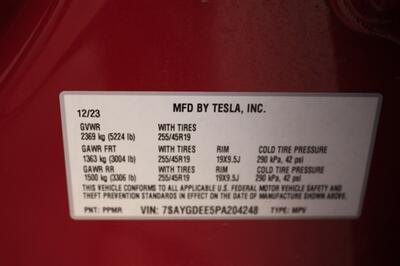 MFD BY TESLA, INC.
12/23
GVWR WITH TIRES
2369 kg (5224 lb) 255/45R19
GAWR FRT WITH TIRES RIM COLD TIRE PRESSURE
1363 kg (3004 lb) 255/45R19 19X9.5J 290 kPa, 42 psi
GAWR RR WITH TIRES RIM COLD TIRE PRESSURE
1500 kg (3306 lb) 255/45R19 19X9.5J 290 kPa, 42 psi
THIS VEHICLE CONFORMS TO ALL APPLICABLE U.S. FEDERAL MOTOR VEHICLE SAFETY AND
THEFT PREVENTION STANDARDS IN EFFECT ON THE DATE OF MANUFACTURE SHOWN ABOVE.
PNT: PPMR VIN: 7SAYGDEE5PA204248 TYPE: MPV